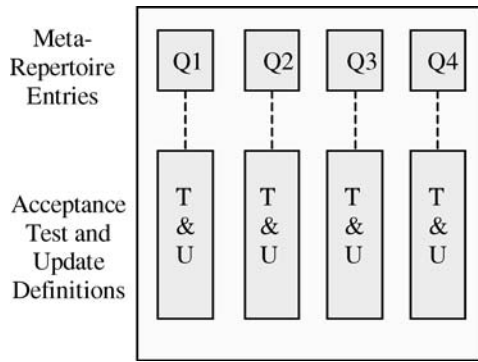 Meta-
Repertoire
Entries
Q1 Q2 Q3 Q4
T T T T
& & & &
U U U U
Acceptance
Test and
Update
Definitions